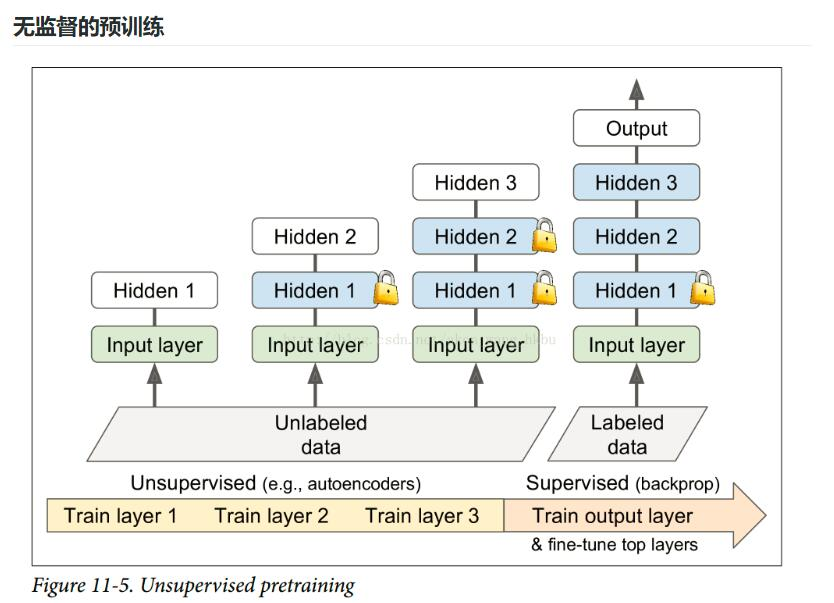 无监督的预训练
Output
Hidden 3
Hidden 3
Hidden 2
Hidden 2
Hidden 2
Hidden 1
Hidden 1
Hidden 1
Hidden 1
Input layer
Input layer
Input layer
Input layer
Unlabeled
data
Labeled
data
Unsupervised (e.g., autoencoders)
Supervised (backprop)
Train layer 1
Train layer 2
Train layer 3
Train output layer
& fine-tune top layers
Figure 11-5. Unsupervised pretraining